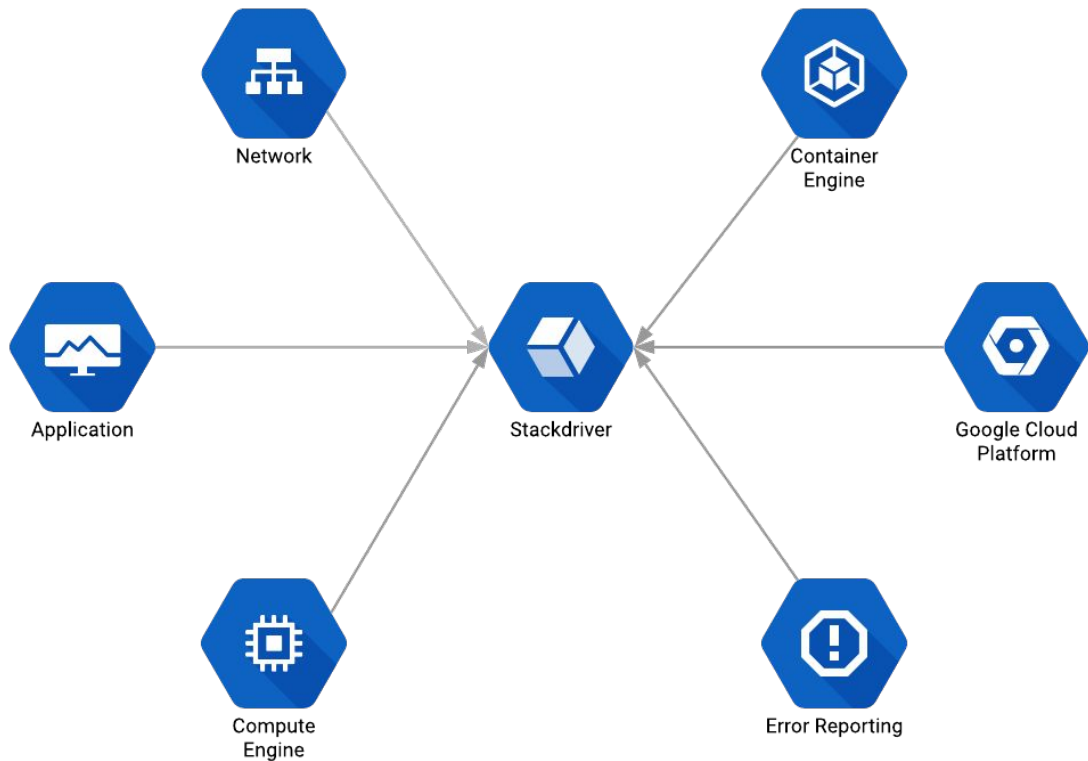 Network
Container
Engine
Application
Stackdriver
Google Cloud
Platform
Compute
Engine
Error Reporting